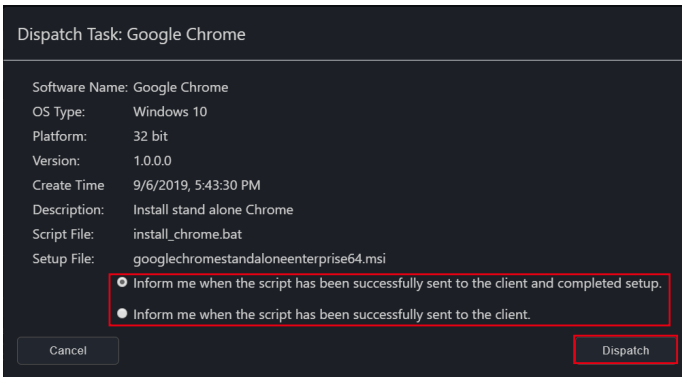 Dispatch Task: Google Chrome
Software Name: Google Chrome
OS Type: Windows 10
Platform: 32 bit
Version: 1.0.0.0
Create Time 9/6/2019, 5:43:30 PM
Description: Install stand alone Chrome
Script File: install_chrome.bat
Setup File: googlechromestandaloneenterprise64.msi
Inform me when the script has been successfully sent to the client and completed setup.
Inform me when the script has been successfully sent to the client.
Cancel Dispatch